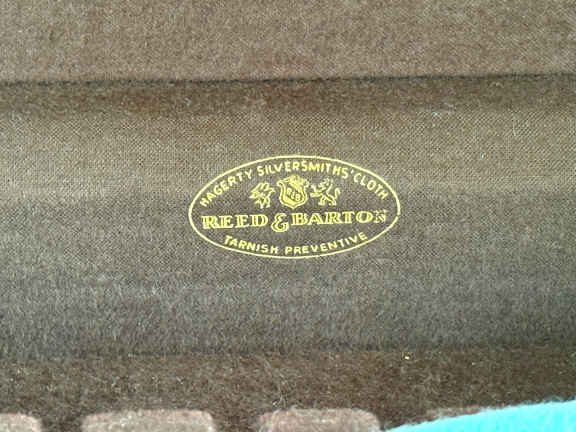 HAGERTY SILVERSMITHS' CLOTH
REED & BARTON
TARNISH PREVENTIVE